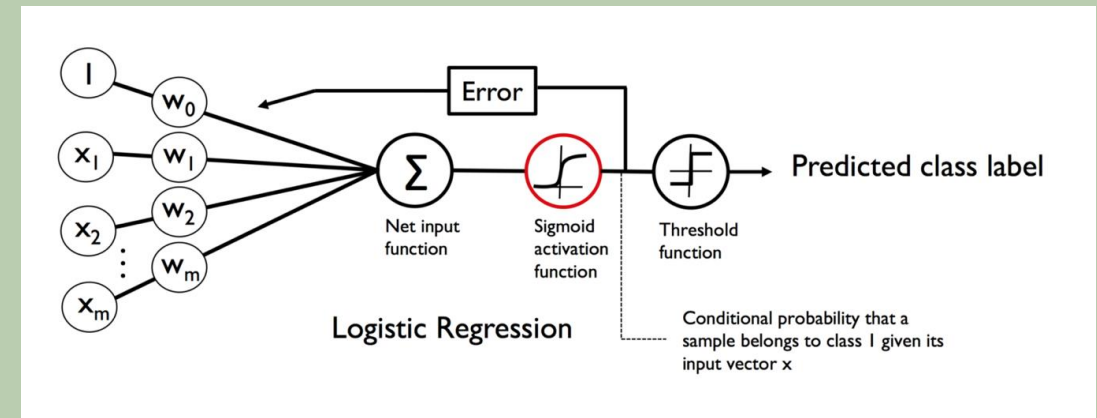 1
w₀
Error
x₁
w₁
Σ
Predicted class label
x₂
w₂
Net input
function
Sigmoid
activation
function
Threshold
function
wₘ
xₘ
Logistic Regression
Conditional probability that a
sample belongs to class 1 given its
input vector x